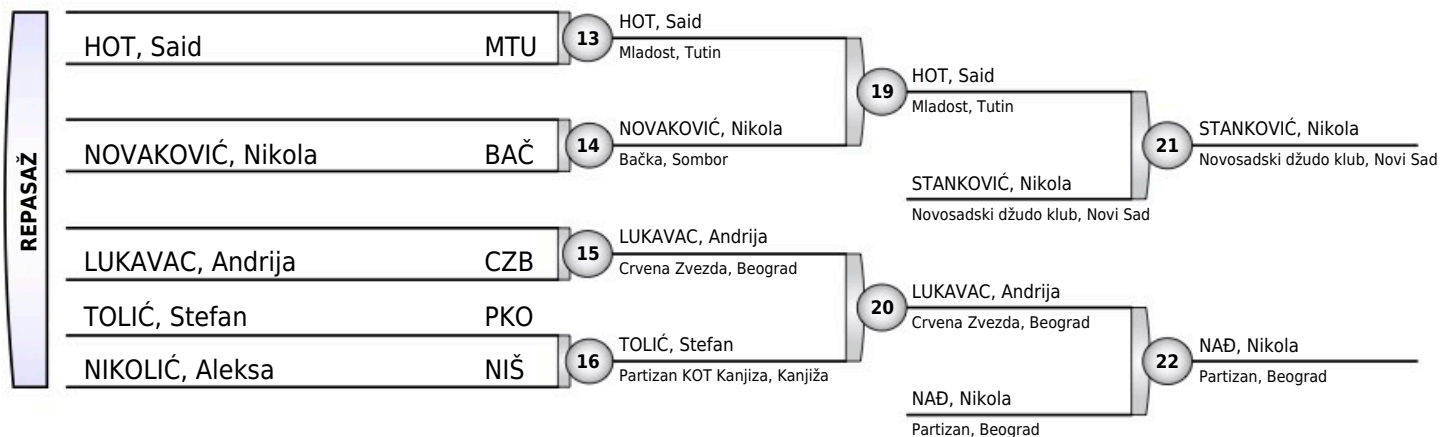 REPASAŽ
HOT, Said MTU
NOVAKOVIĆ, Nikola BAČ
LUKAVAC, Andrija CZB
TOLIĆ, Stefan PKO
NIKOLIĆ, Aleksa NIŠ
13
HOT, Said
Mladost, Tutin
14
NOVAKOVIĆ, Nikola
Bačka, Sombor
15
LUKAVAC, Andrija
Crvena Zvezda, Beograd
16
TOLIĆ, Stefan
Partizan KOT Kanjiza, Kanjiža
19
HOT, Said
Mladost, Tutin
STANKOVIĆ, Nikola
Novosadski džudo klub, Novi Sad
20
LUKAVAC, Andrija
Crvena Zvezda, Beograd
NAĐ, Nikola
Partizan, Beograd
21
STANKOVIĆ, Nikola
Novosadski džudo klub, Novi Sad
22
NAĐ, Nikola
Partizan, Beograd